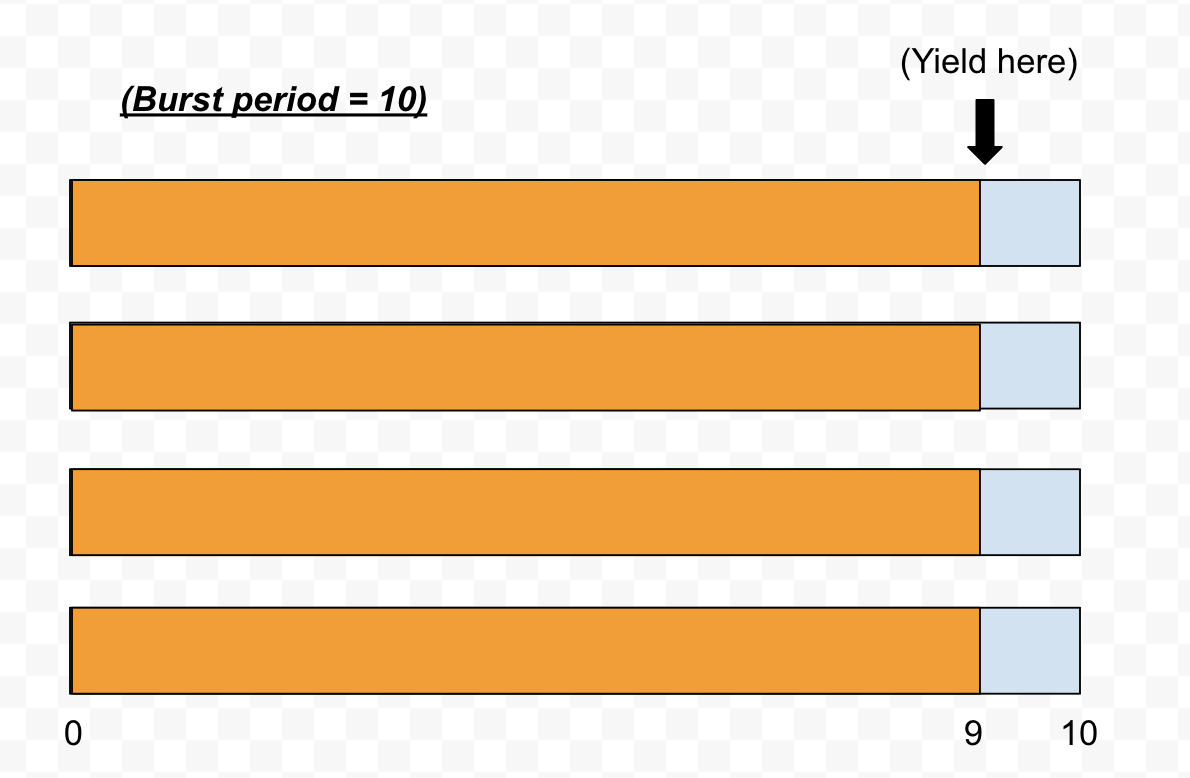 (Yield here)
(Burst period = 10)
0 9 10